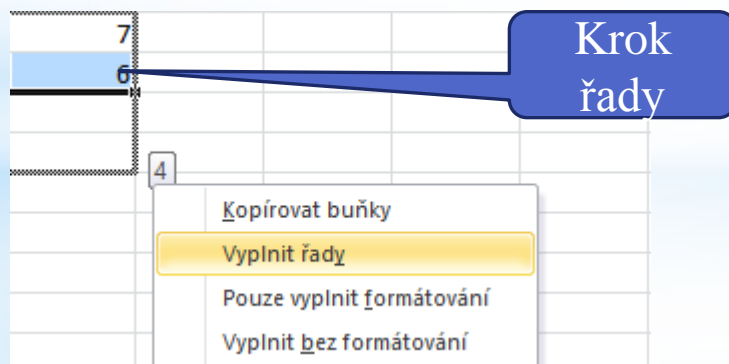 7
6
Krok
řady
4
Kopírovat buňky
Vyplnit řady
Pouze vyplnit formátování
Vyplnit bez formátování